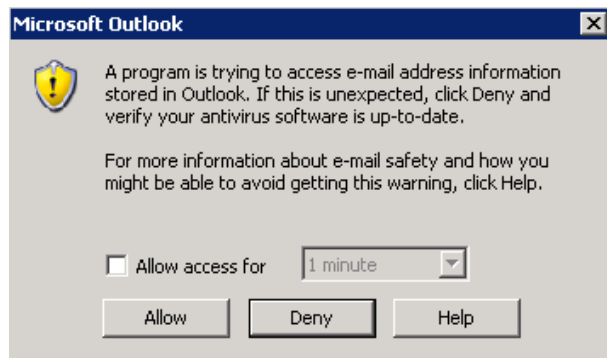 Microsoft Outlook
A program is trying to access e-mail address information
stored in Outlook. If this is unexpected, click Deny and
verify your antivirus software is up-to-date.
For more information about e-mail safety and how you
might be able to avoid getting this warning, click Help.
Allow access for 1 minute
Allow Deny Help